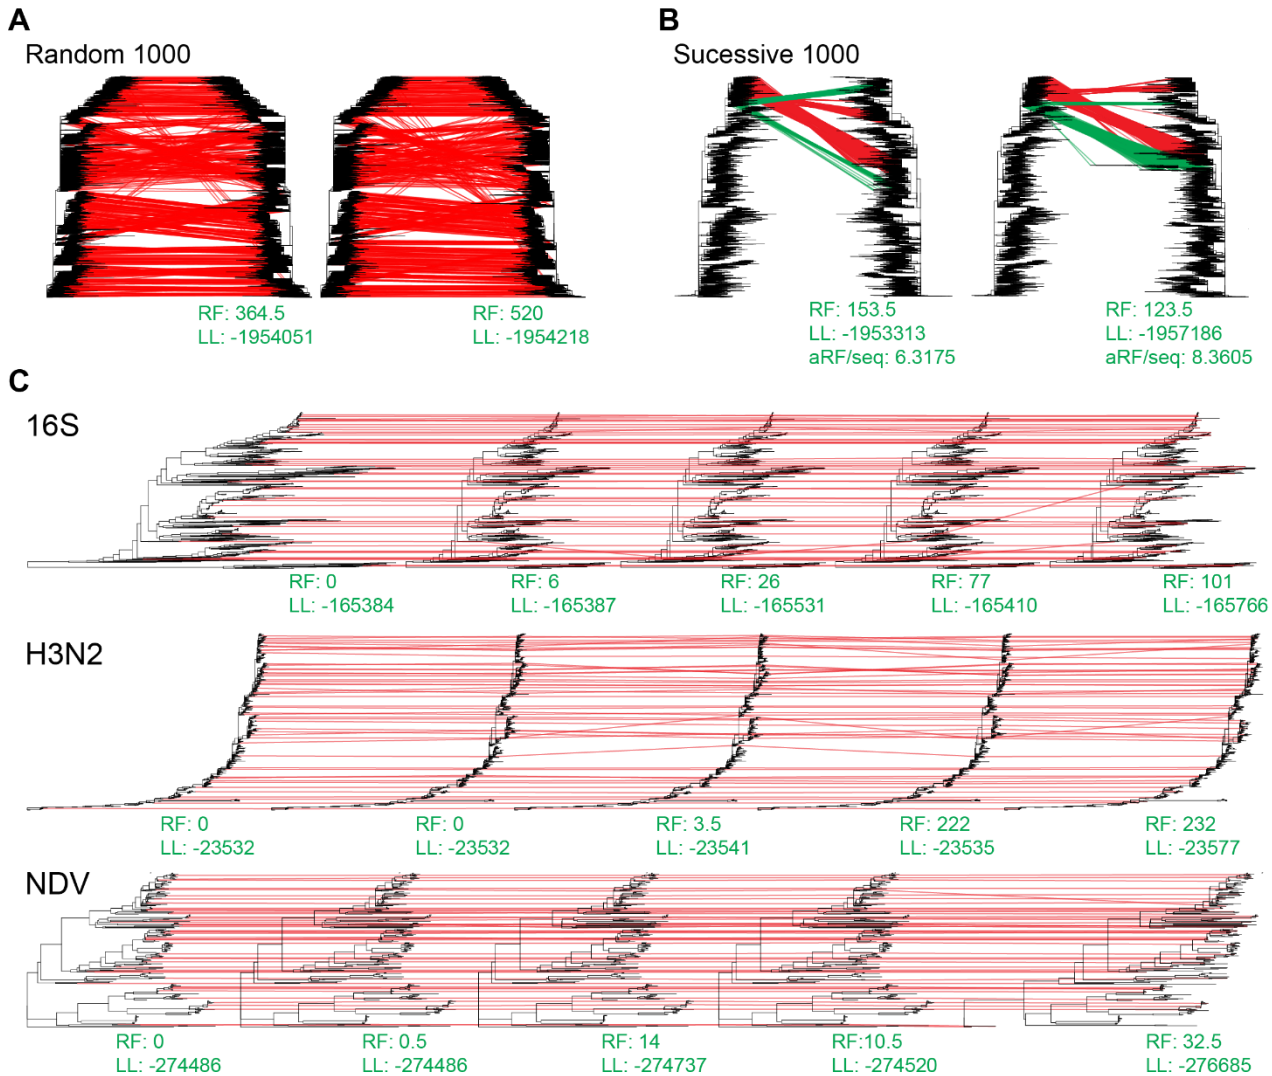 A
Random 1000
RF: 364.5
LL: -1954051
RF: 520
LL: -1954218
B
Sucessive 1000
RF: 153.5
LL: -1953313
aRF/seq: 6.3175
RF: 123.5
LL: -1957186
aRF/seq: 8.3605
C
16S
RF: 0
LL: -165384
RF: 6
LL: -165387
RF: 26
LL: -165531
RF: 77
LL: -165410
RF: 101
LL: -165766
H3N2
RF: 0
LL: -23532
RF: 0
LL: -23532
RF: 3.5
LL: -23541
RF: 222
LL: -23535
RF: 232
LL: -23577
NDV
RF: 0
LL: -274486
RF: 0.5
LL: -274486
RF: 14
LL: -274737
RF:10.5
LL: -274520
RF: 32.5
LL: -276685